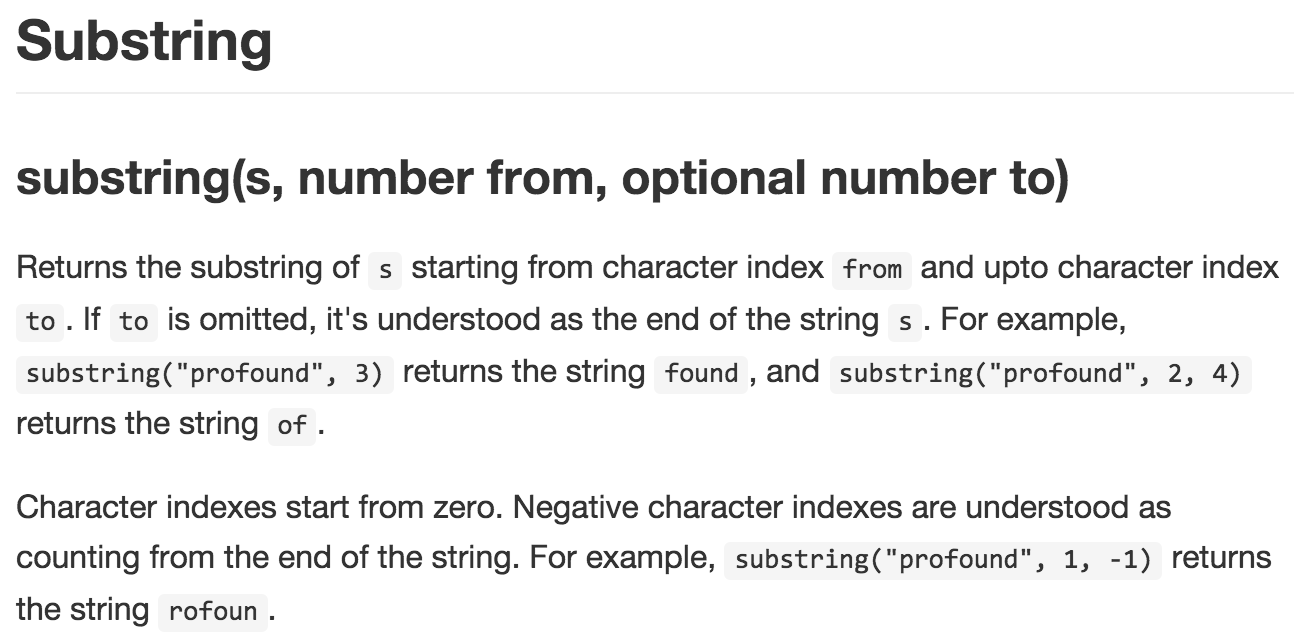 Substring
substring(s, number from, optional number to)
Returns the substring of s starting from character index from and upto character index
to. If to is omitted, it's understood as the end of the string s. For example,
substring("profound", 3) returns the string found, and substring("profound", 2, 4)
returns the string of.
Character indexes start from zero. Negative character indexes are understood as
counting from the end of the string. For example, substring("profound", 1, -1) returns
the string rofoun.